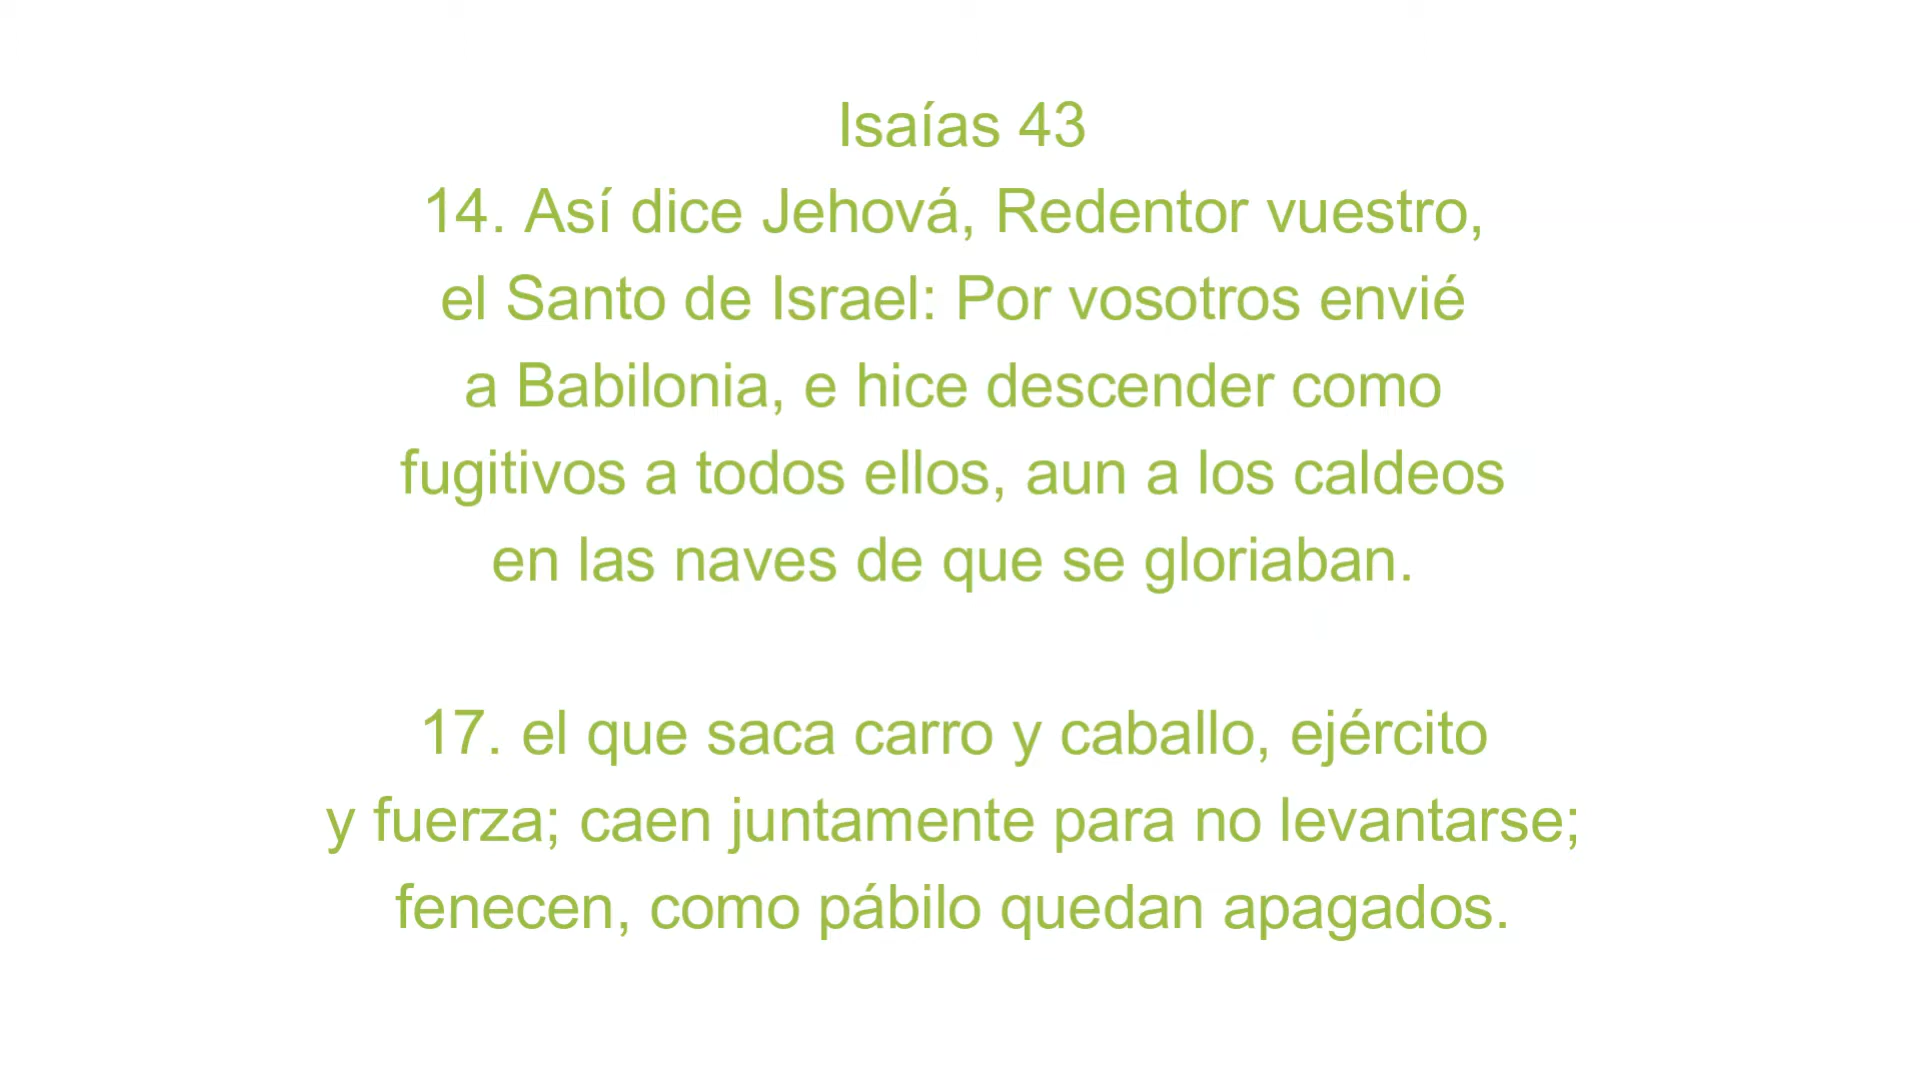 Isaías 43
14. Así dice Jehová, Redentor vuestro,
el Santo de Israel: Por vosotros envié
a Babilonia, e hice descender como
fugitivos a todos ellos, aun a los caldeos
en las naves de que se gloriaban.
17. el que saca carro y caballo, ejército
y fuerza; caen juntamente para no levantarse;
fenecen, como pábilo quedan apagados.